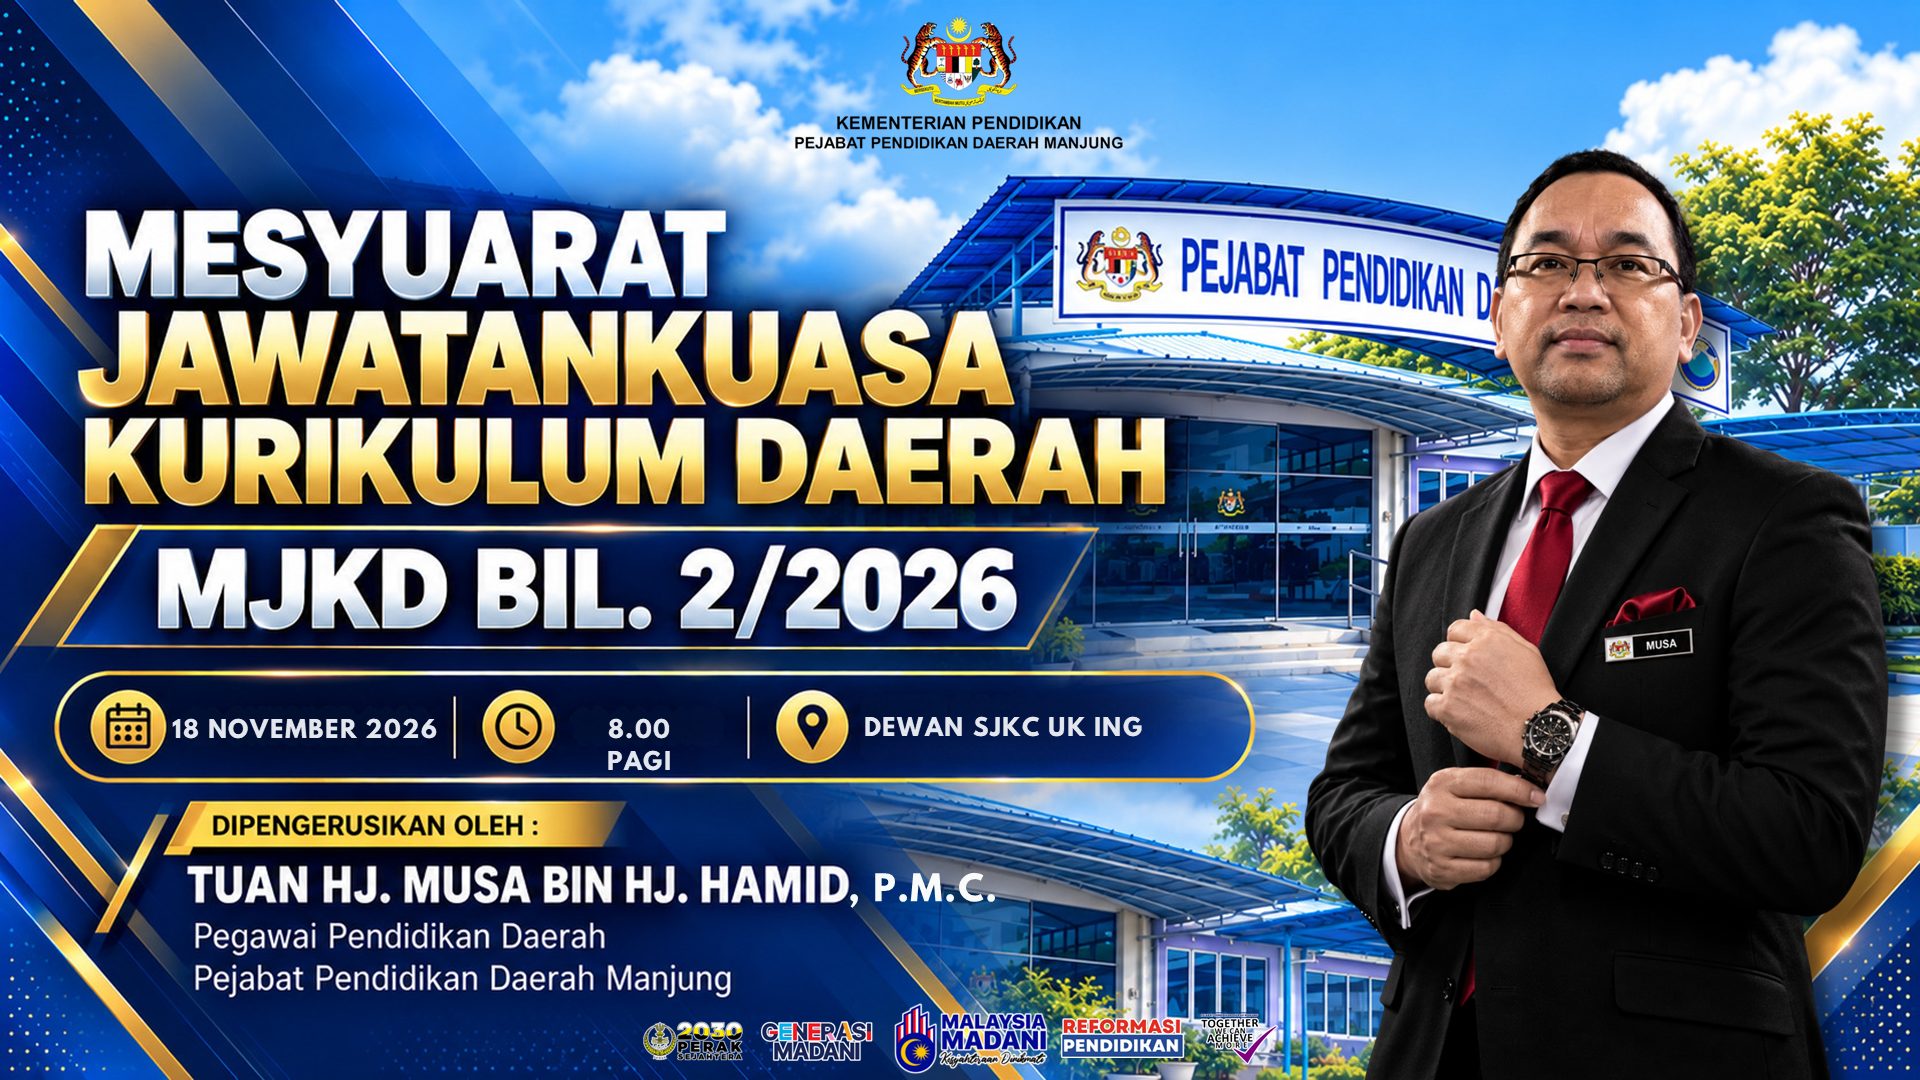 KEMENTERIAN PENDIDIKAN
PEJABAT PENDIDIKAN DAERAH MANJUNG
PEJABAT PENDIDIKAN
MESYUARAT
JAWATANKUASA
KURIKULUM DAERAH
MJKD BIL. 2/2026
MUSA
18 NOVEMBER 2026
8.00
PAGI
DEWAN SJKC UK ING
DIPENGERUSIKAN OLEH :
TUAN HJ. MUSA BIN HJ. HAMID, P.M.C.
Pegawai Pendidikan Daerah
Pejabat Pendidikan Daerah Manjung
2030
PERAK
SEJAHTERA
GENERASI
MADANI
MALAYSIA
MADANI
Kesejahteraan Dinikmati
REFORMASI
PENDIDIKAN
TOGETHER
WE CAN
ACHIEVE
MORE